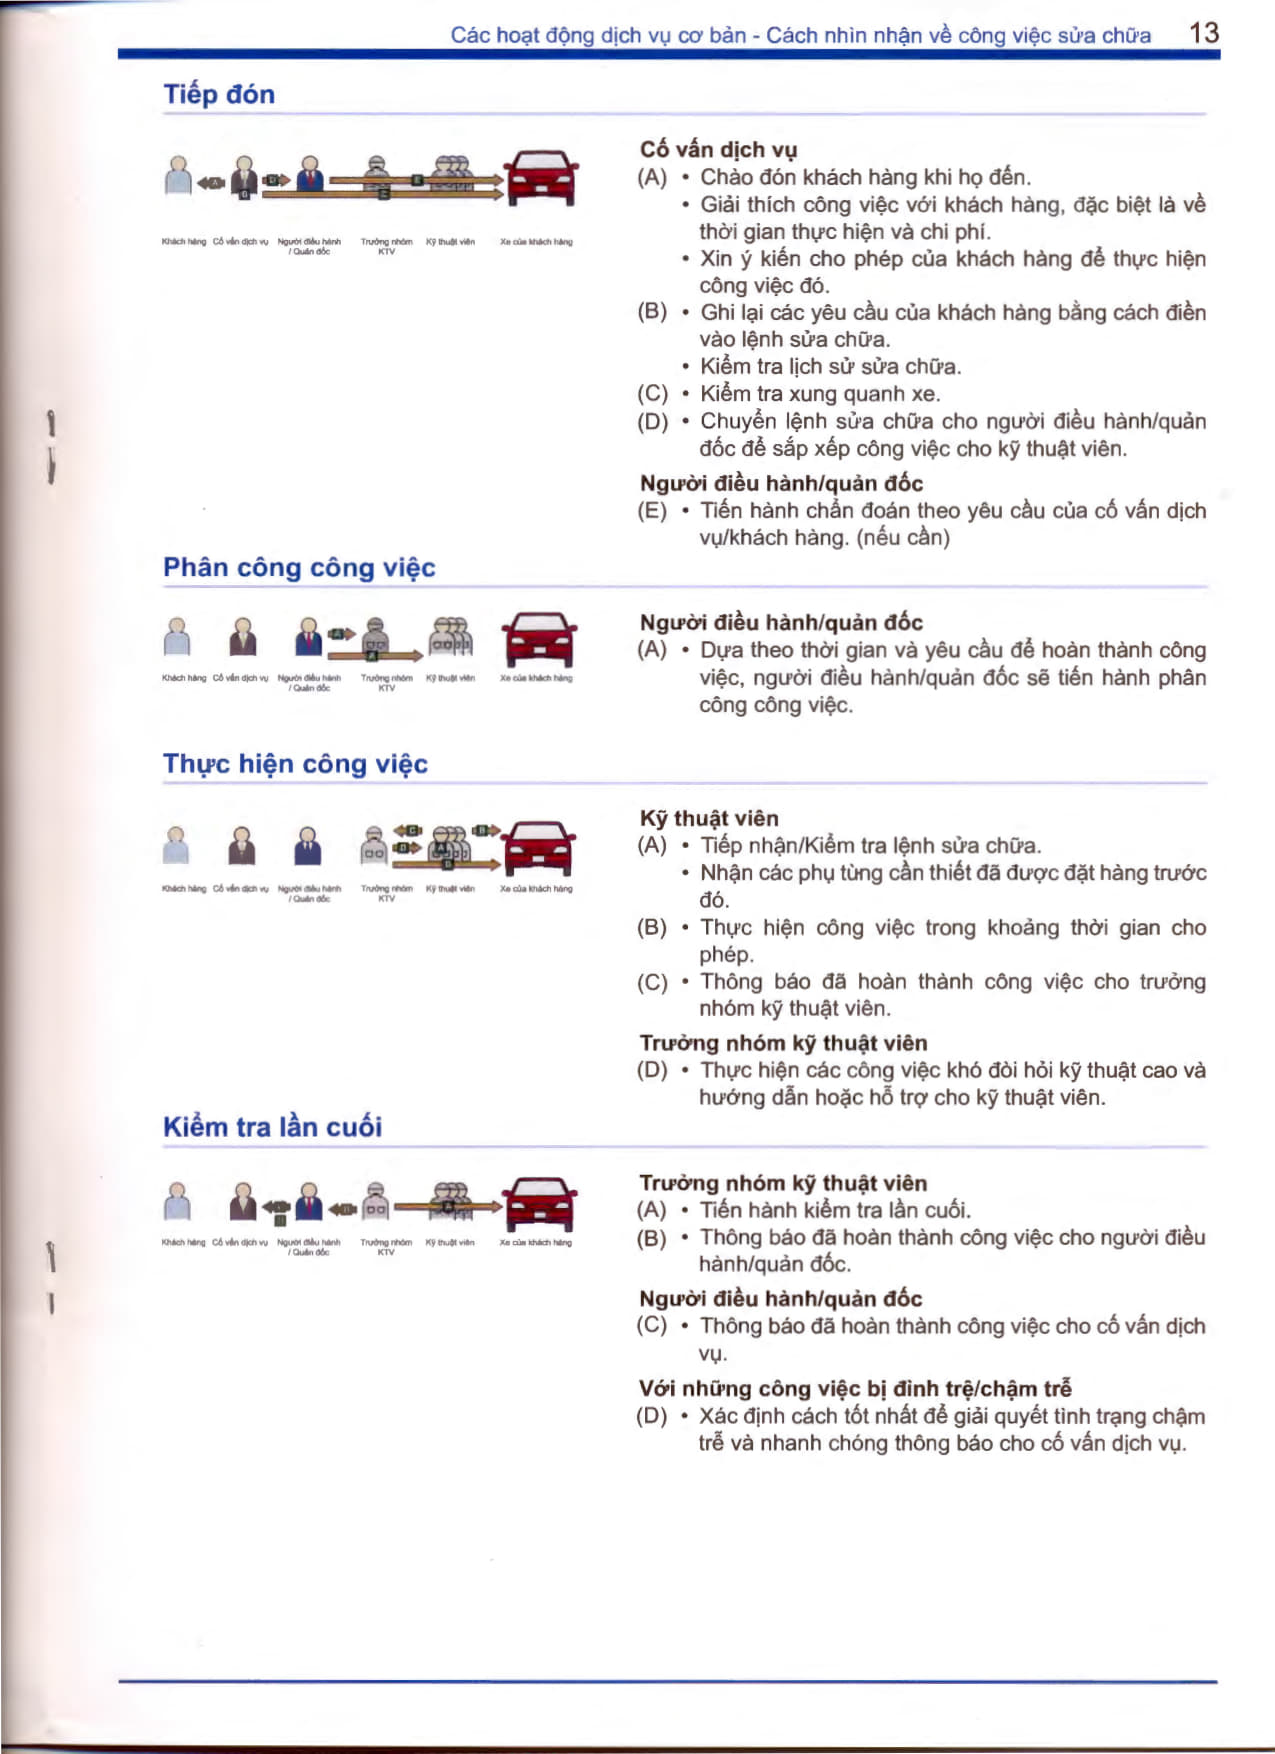 Các hoạt động dịch vụ cơ bản - Cách nhìn nhận về công việc sửa chữa 13
Tiếp đón
Khách hàng Cố vấn dịch vụ Người điều hành Trưởng nhóm Kỹ thuật viên Xe của khách hàng
/ Quản đốc KTV
Cố vấn dịch vụ
(A) • Chào đón khách hàng khi họ đến.
• Giải thích công việc với khách hàng, đặc biệt là về
thời gian thực hiện và chi phí.
• Xin ý kiến cho phép của khách hàng để thực hiện
công việc đó.
(B) • Ghi lại các yêu cầu của khách hàng bằng cách điền
vào lệnh sửa chữa.
• Kiểm tra lịch sử sửa chữa.
(C) • Kiểm tra xung quanh xe.
(D) • Chuyển lệnh sửa chữa cho người điều hành/quản
đốc để sắp xếp công việc cho kỹ thuật viên.
Người điều hành/quản đốc
(E) • Tiến hành chẩn đoán theo yêu cầu của cố vấn dịch
vụ/khách hàng. (nếu cần)
Phân công công việc
Khách hàng Cố vấn dịch vụ Người điều hành Trưởng nhóm Kỹ thuật viên Xe của khách hàng
/ Quản đốc KTV
Người điều hành/quản đốc
(A) • Dựa theo thời gian và yêu cầu để hoàn thành công
việc, người điều hành/quản đốc sẽ tiến hành phân
công công việc.
Thực hiện công việc
Khách hàng Cố vấn dịch vụ Người điều hành Trưởng nhóm Kỹ thuật viên Xe của khách hàng
/ Quản đốc KTV
Kỹ thuật viên
(A) • Tiếp nhận/Kiểm tra lệnh sửa chữa.
• Nhận các phụ tùng cần thiết đã được đặt hàng trước
đó.
(B) • Thực hiện công việc trong khoảng thời gian cho
phép.
(C) • Thông báo đã hoàn thành công việc cho trưởng
nhóm kỹ thuật viên.
Trưởng nhóm kỹ thuật viên
(D) • Thực hiện các công việc khó đòi hỏi kỹ thuật cao và
hướng dẫn hoặc hỗ trợ cho kỹ thuật viên.
Kiểm tra lần cuối
Khách hàng Cố vấn dịch vụ Người điều hành Trưởng nhóm Kỹ thuật viên Xe của khách hàng
/ Quản đốc KTV
Trưởng nhóm kỹ thuật viên
(A) • Tiến hành kiểm tra lần cuối.
(B) • Thông báo đã hoàn thành công việc cho người điều
hành/quản đốc.
Người điều hành/quản đốc
(C) • Thông báo đã hoàn thành công việc cho cố vấn dịch
vụ.
Với những công việc bị đình trệ/chậm trễ
(D) • Xác định cách tốt nhất để giải quyết tình trạng chậm
trễ và nhanh chóng thông báo cho cố vấn dịch vụ.